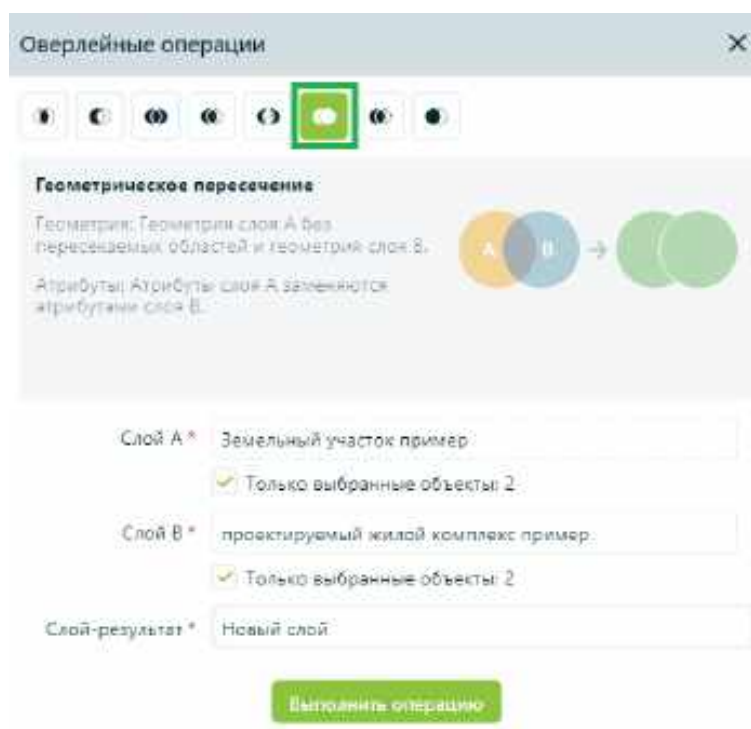 Оверлейные операции
Геометрическое пересечение
Геометрия: Геометрия слоя А без
пересекаемых областей и геометрия слоя В.
A B
Атрибуты: Атрибуты слоя А заменяются
атрибутами слоя В.
Слой А * Земельный участок пример
Только выбранные объекты: 2
Слой В * проектируемый жилой комплекс пример
Только выбранные объекты: 2
Слой-результат * Новый слой
Выполнить операцию